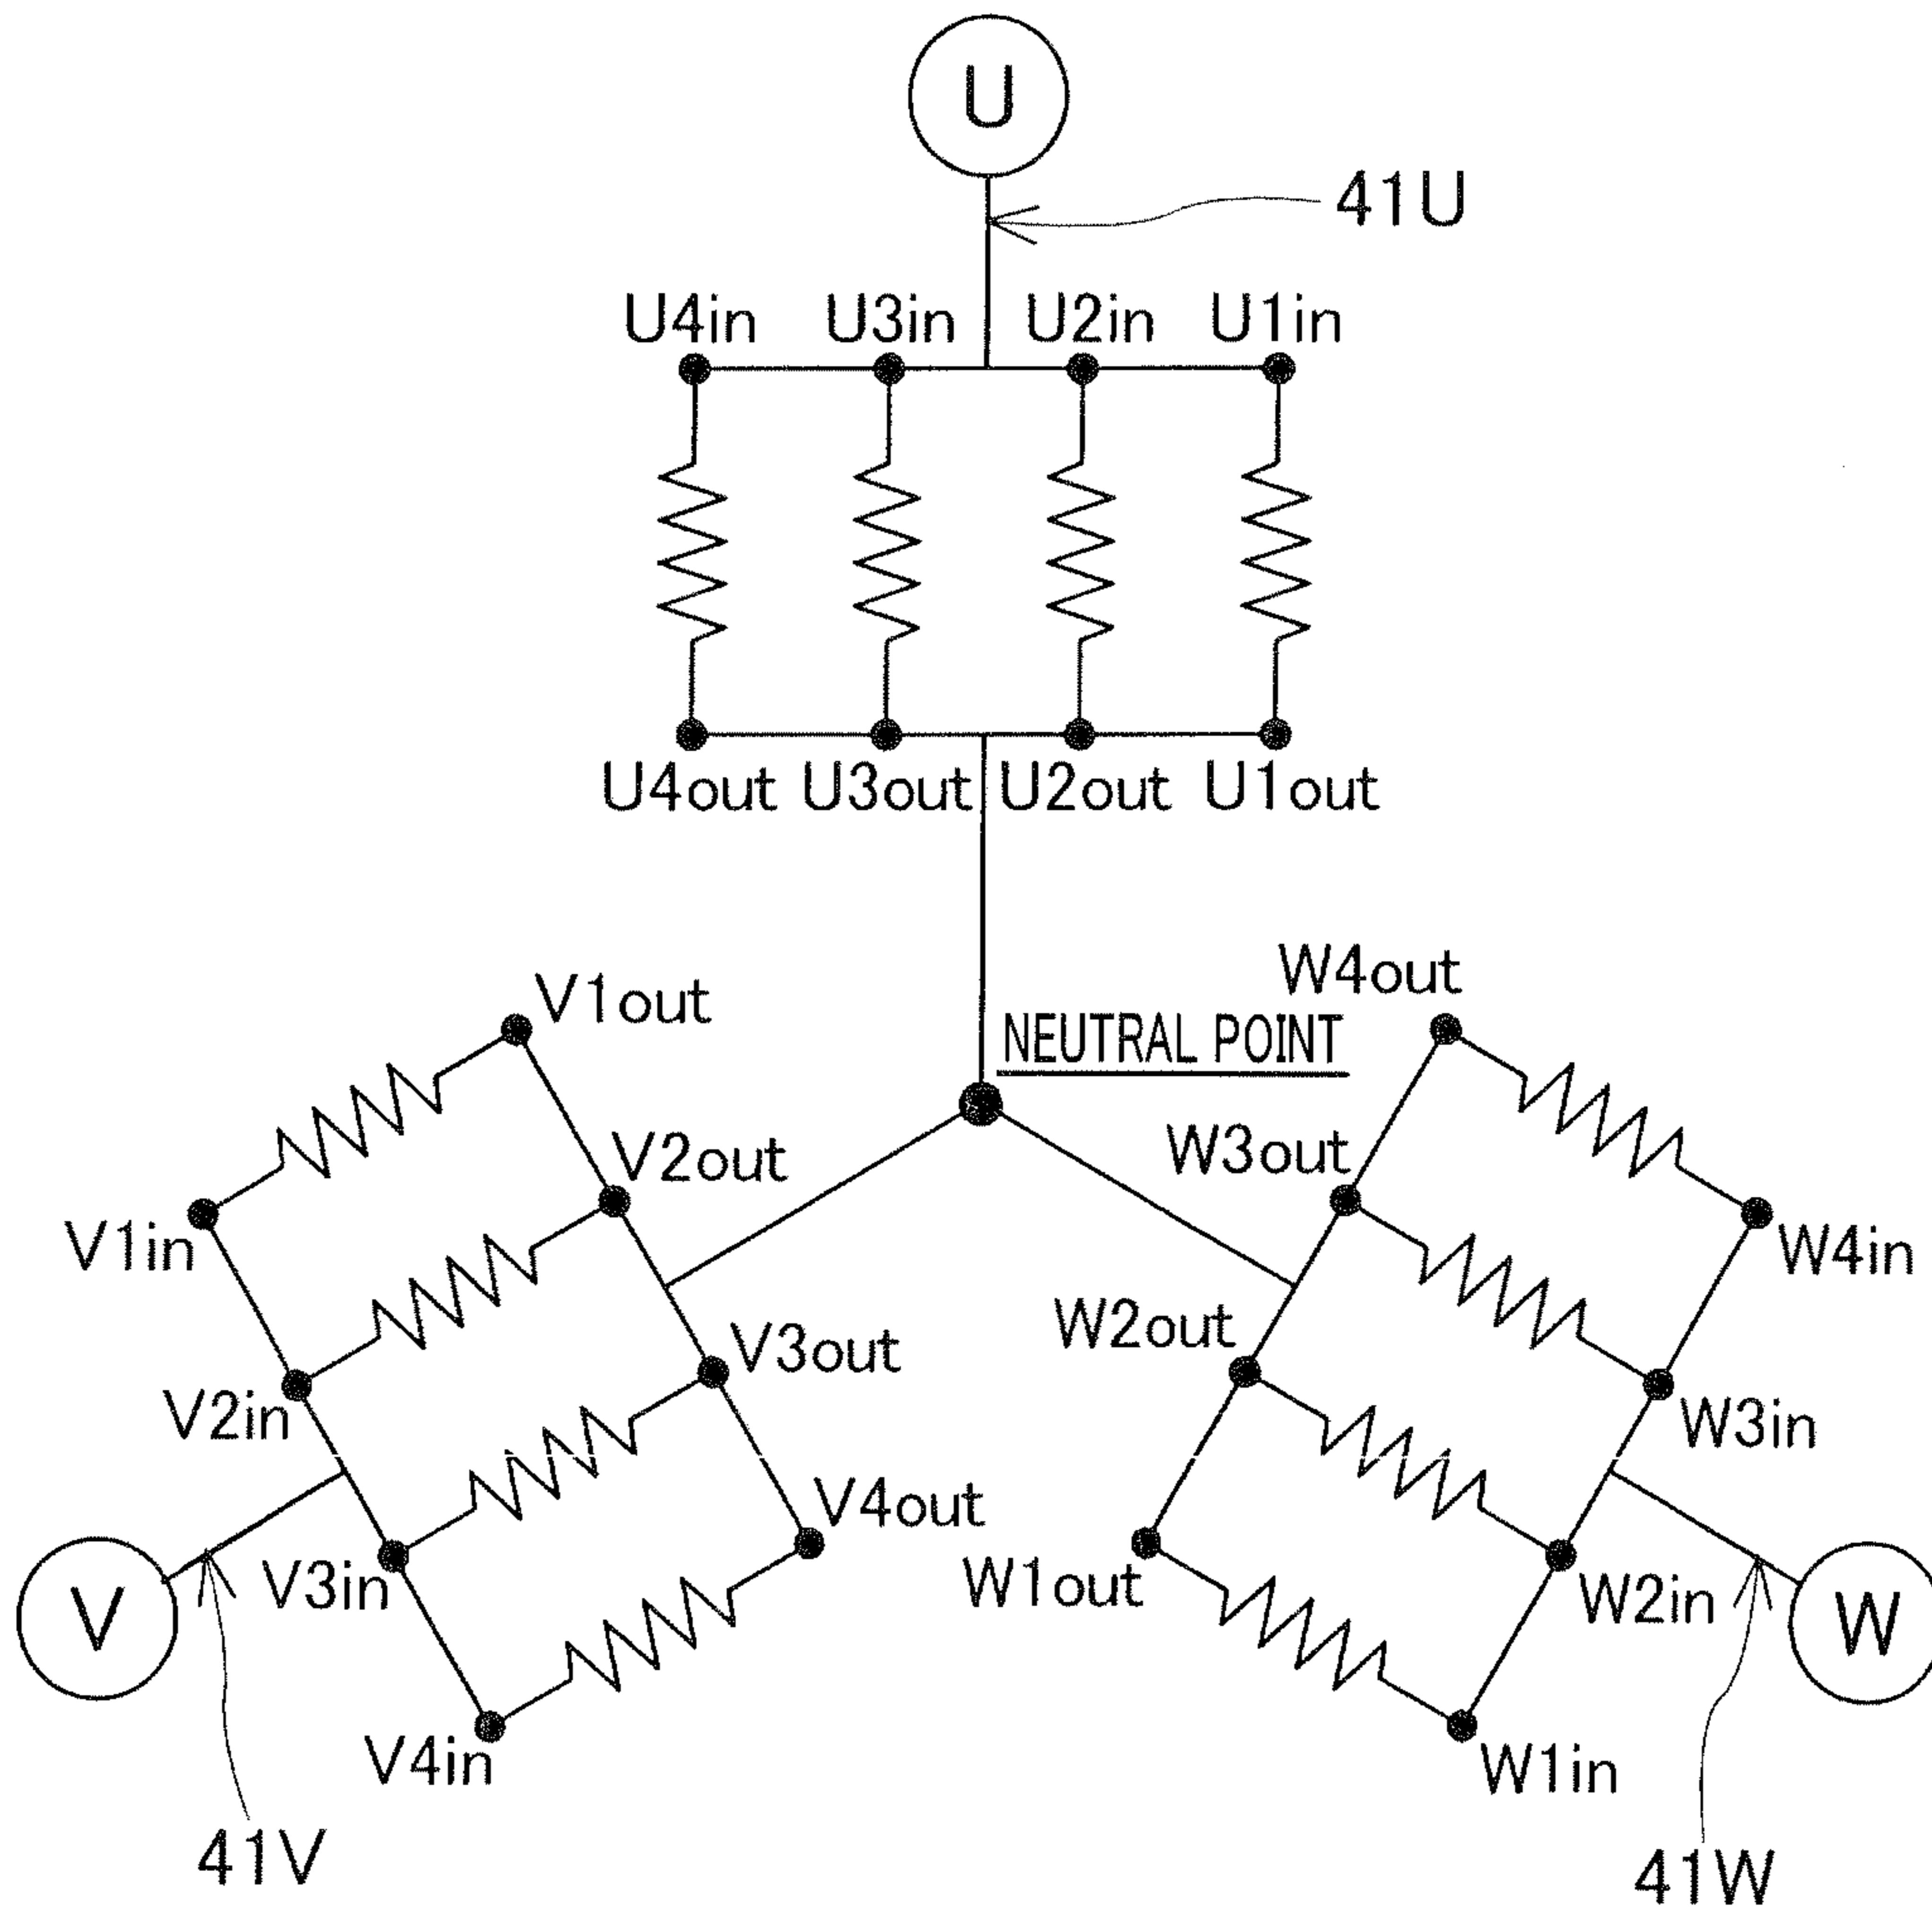 U
41U
U4in U3in U2in U1in
U4out U3out U2out U1out
W4out
V1out
NEUTRAL POINT
V2out
W3out
V1in
W4in
W2out
V3out
V2in
W3in
V4out
V3in
W1out
W2in
V
W
V4in
W1in
41V
41W